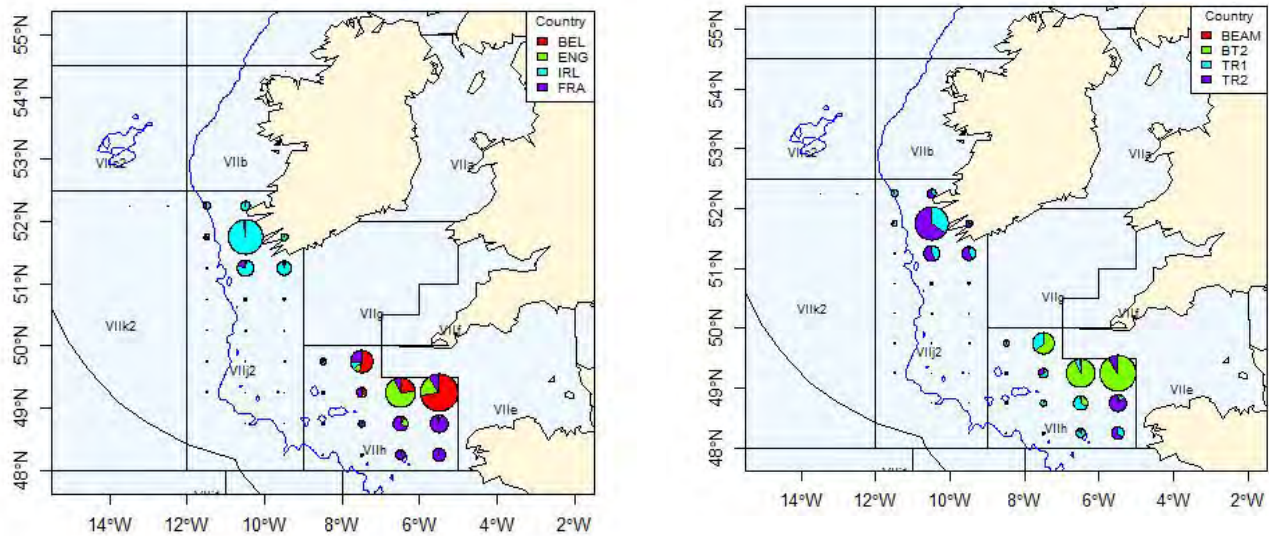 Country
BEL
ENG
IRL
FRA
55°N
54°N
53°N
52°N
51°N
50°N
49°N
48°N
VIIb
VIIa
VIIg
VIIf
VIIk2
VIIj2
VIIe
VIIh
14°W
12°W
10°W
8°W
6°W
4°W
2°W
Country
BEAM
BT2
TR1
TR2
55°N
54°N
53°N
52°N
51°N
50°N
49°N
48°N
VIIb
VIIa
VIIg
VIIf
VIIk2
VIIj2
VIIe
VIIh
14°W
12°W
10°W
8°W
6°W
4°W
2°W